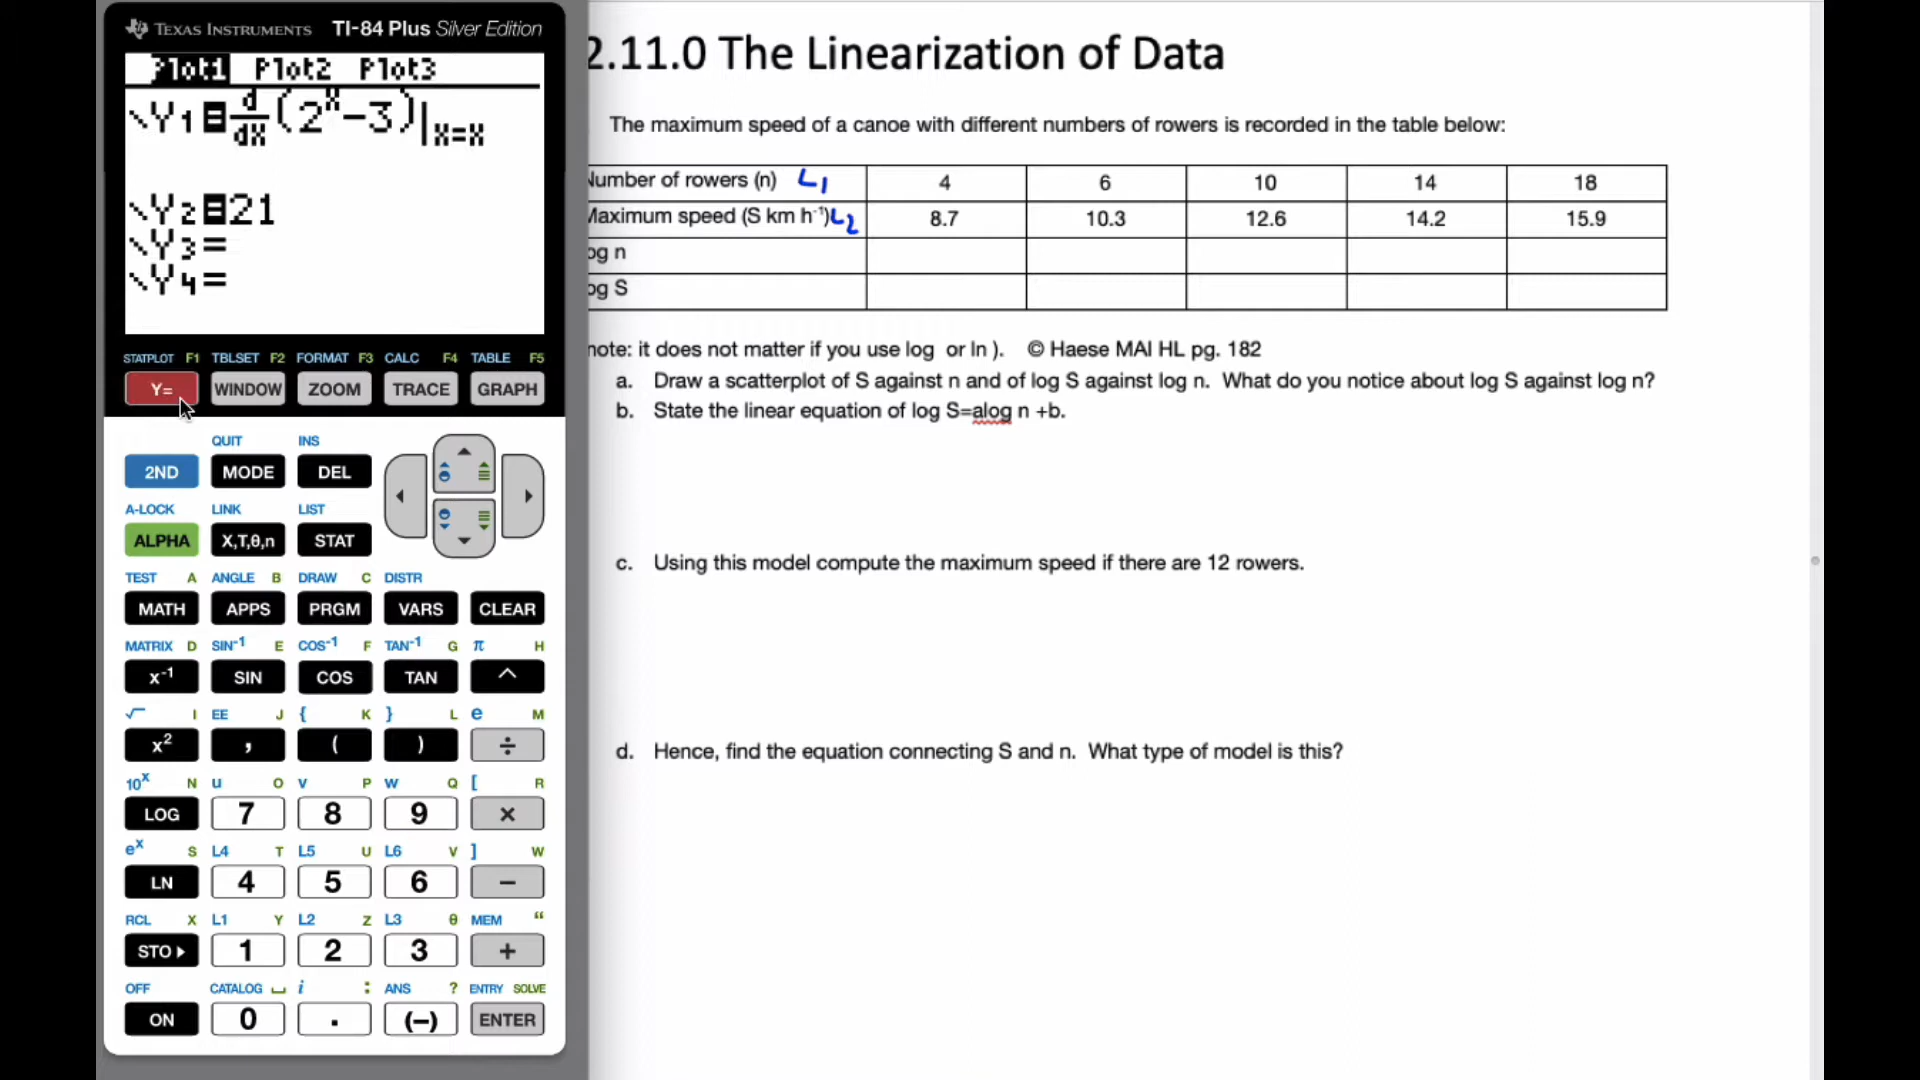 TEXAS INSTRUMENTS TI-84 Plus Silver Edition
Plot1 Plot2 Plot3
\Y1=d/dX(2^X-3)|X=X
\Y2=21
\Y3=
\Y4=
STATPLOT F1 TBLSET F2 FORMAT F3 CALC F4 TABLE F5
Y= WINDOW ZOOM TRACE GRAPH
QUIT INS
2ND MODE DEL
A-LOCK LINK LIST
ALPHA X,T,θ,n STAT
TEST A ANGLE B DRAW C DISTR
MATH APPS PRGM VARS CLEAR
MATRIX D SIN-1 E COS-1 F TAN-1 G π H
x-1 SIN COS TAN ^
√ I EE J { K } L e M
x2 , ( ) ÷
10x N u O v P w Q [ R
LOG 7 8 9 ×
ex S L4 T L5 U L6 V ] W
LN 4 5 6 −
RCL X L1 Y L2 Z L3 θ MEM “
STO▸ 1 2 3 +
OFF CATALOG ⎵ i : ANS ? ENTRY SOLVE
ON 0 . (−) ENTER
2.11.0 The Linearization of Data
The maximum speed of a canoe with different numbers of rowers is recorded in the table below:
Number of rowers (n) L1 4 6 10 14 18
Maximum speed (S km h-1) L2 8.7 10.3 12.6 14.2 15.9
og n
og S
note: it does not matter if you use log or ln ). © Haese MAI HL pg. 182
a. Draw a scatterplot of S against n and of log S against log n. What do you notice about log S against log n?
b. State the linear equation of log S=alog n +b.
c. Using this model compute the maximum speed if there are 12 rowers.
d. Hence, find the equation connecting S and n. What type of model is this?